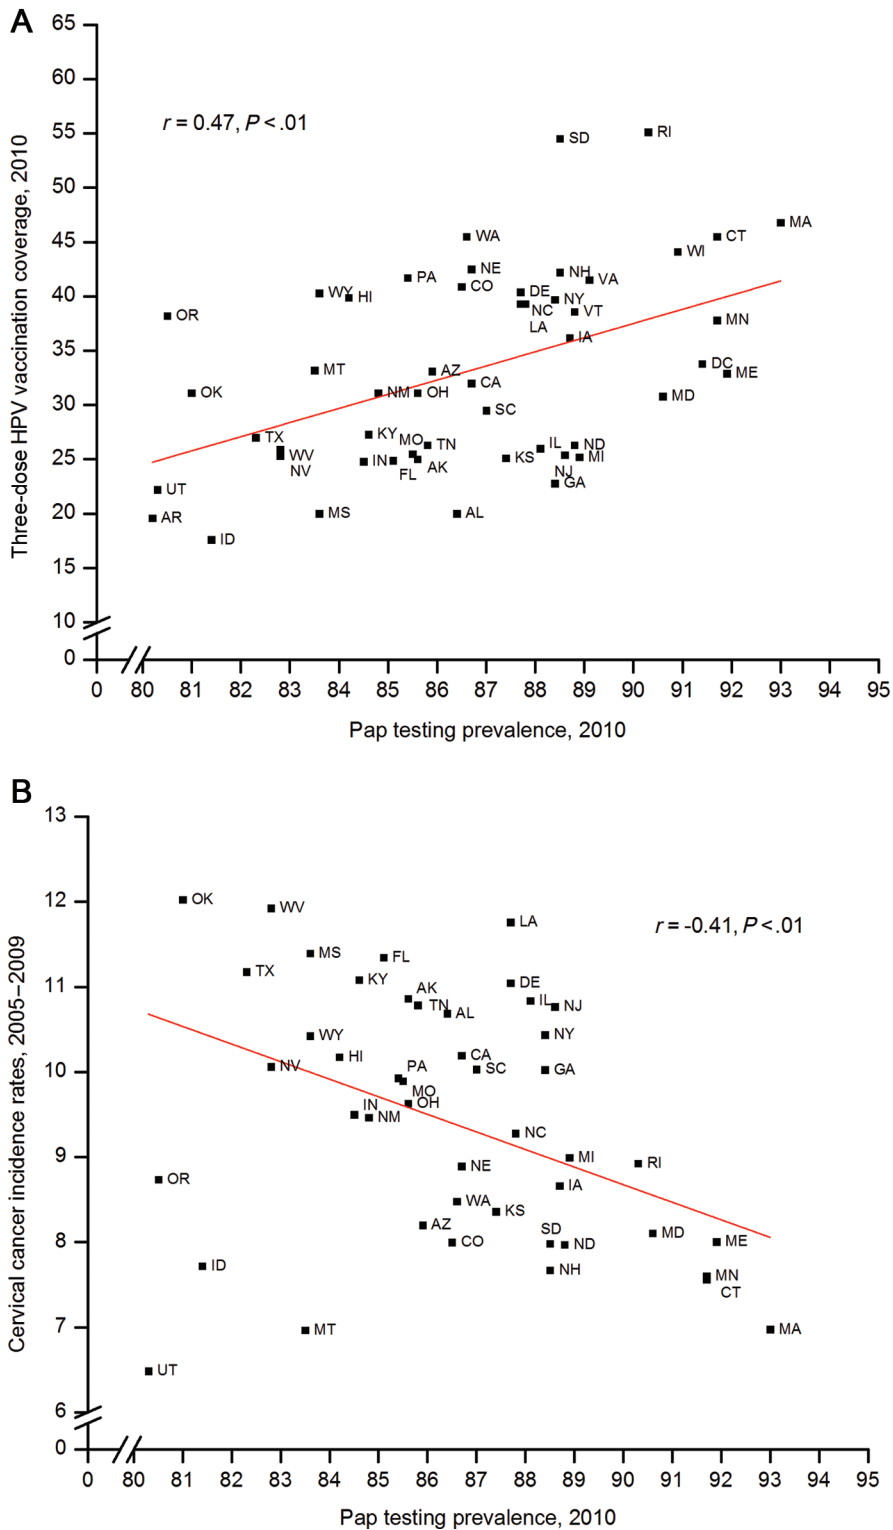 A
65
60
r = 0.47, P < .01
55
SD
RI
50
MA
WA
CT
45
WI
NE
NH
PA
VA
CO
WY
DE
HI
NY
40
NC
VT
OR
LA
MN
IA
35
DC
MT
AZ
ME
CA
OK
NM
OH
MD
30
SC
TX
KY
MO
TN
IL
ND
WV
25
IN
KS
MI
NV
FL
AK
NJ
GA
UT
20
AR
MS
AL
ID
15
10
0
0 80 81 82 83 84 85 86 87 88 89 90 91 92 93 94 95
Three-dose HPV vaccination coverage, 2010
Pap testing prevalence, 2010
B
13
12
OK
WV
LA
r = -0.41, P <.01
MS
FL
TX
KY
DE
11
AK
TN
IL
NJ
AL
WY
NY
HI
CA
10
NV
PA
SC
GA
MO
OH
IN
NM
NC
9
MI
RI
NE
OR
IA
WA
KS
AZ
SD
MD
8
CO
ND
ME
ID
NH
MN
CT
7
MT
MA
UT
6
0
0 80 81 82 83 84 85 86 87 88 89 90 91 92 93 94 95
Cervical cancer incidence rates, 2005–2009
Pap testing prevalence, 2010